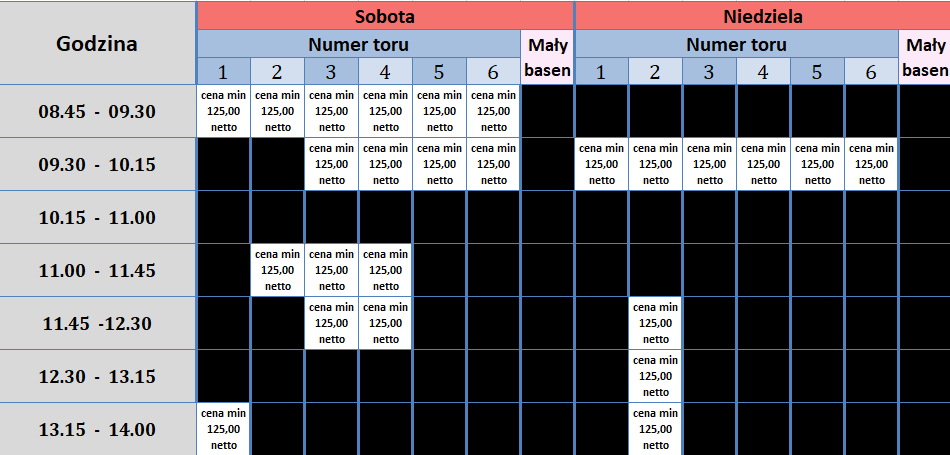 Godzina Sobota Niedziela
Numer toru Mały basen Numer toru Mały basen
1 2 3 4 5 6 1 2 3 4 5 6
08.45 - 09.30 cena min 125,00 netto cena min 125,00 netto cena min 125,00 netto cena min 125,00 netto cena min 125,00 netto cena min 125,00 netto
09.30 - 10.15 cena min 125,00 netto cena min 125,00 netto cena min 125,00 netto cena min 125,00 netto cena min 125,00 netto cena min 125,00 netto cena min 125,00 netto cena min 125,00 netto cena min 125,00 netto cena min 125,00 netto
10.15 - 11.00
11.00 - 11.45 cena min 125,00 netto cena min 125,00 netto cena min 125,00 netto
11.45 -12.30 cena min 125,00 netto cena min 125,00 netto cena min 125,00 netto
12.30 - 13.15 cena min 125,00 netto
13.15 - 14.00 cena min 125,00 netto cena min 125,00 netto